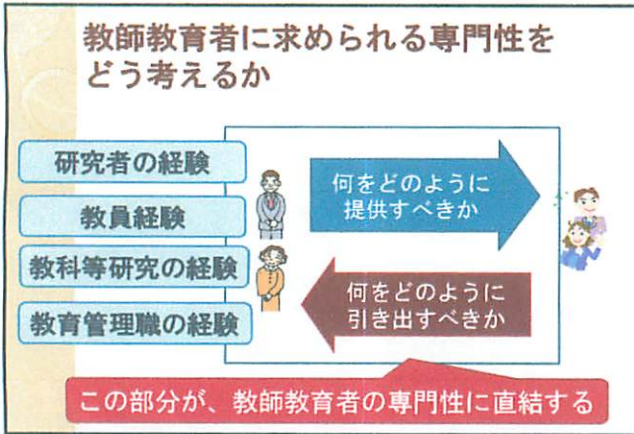 教師教育者に求められる専門性を
どう考えるか
研究者の経験
教員経験
教科等研究の経験
教育管理職の経験
何をどのように
提供すべきか
何をどのように
引き出すべきか
この部分が、教師教育者の専門性に直結する